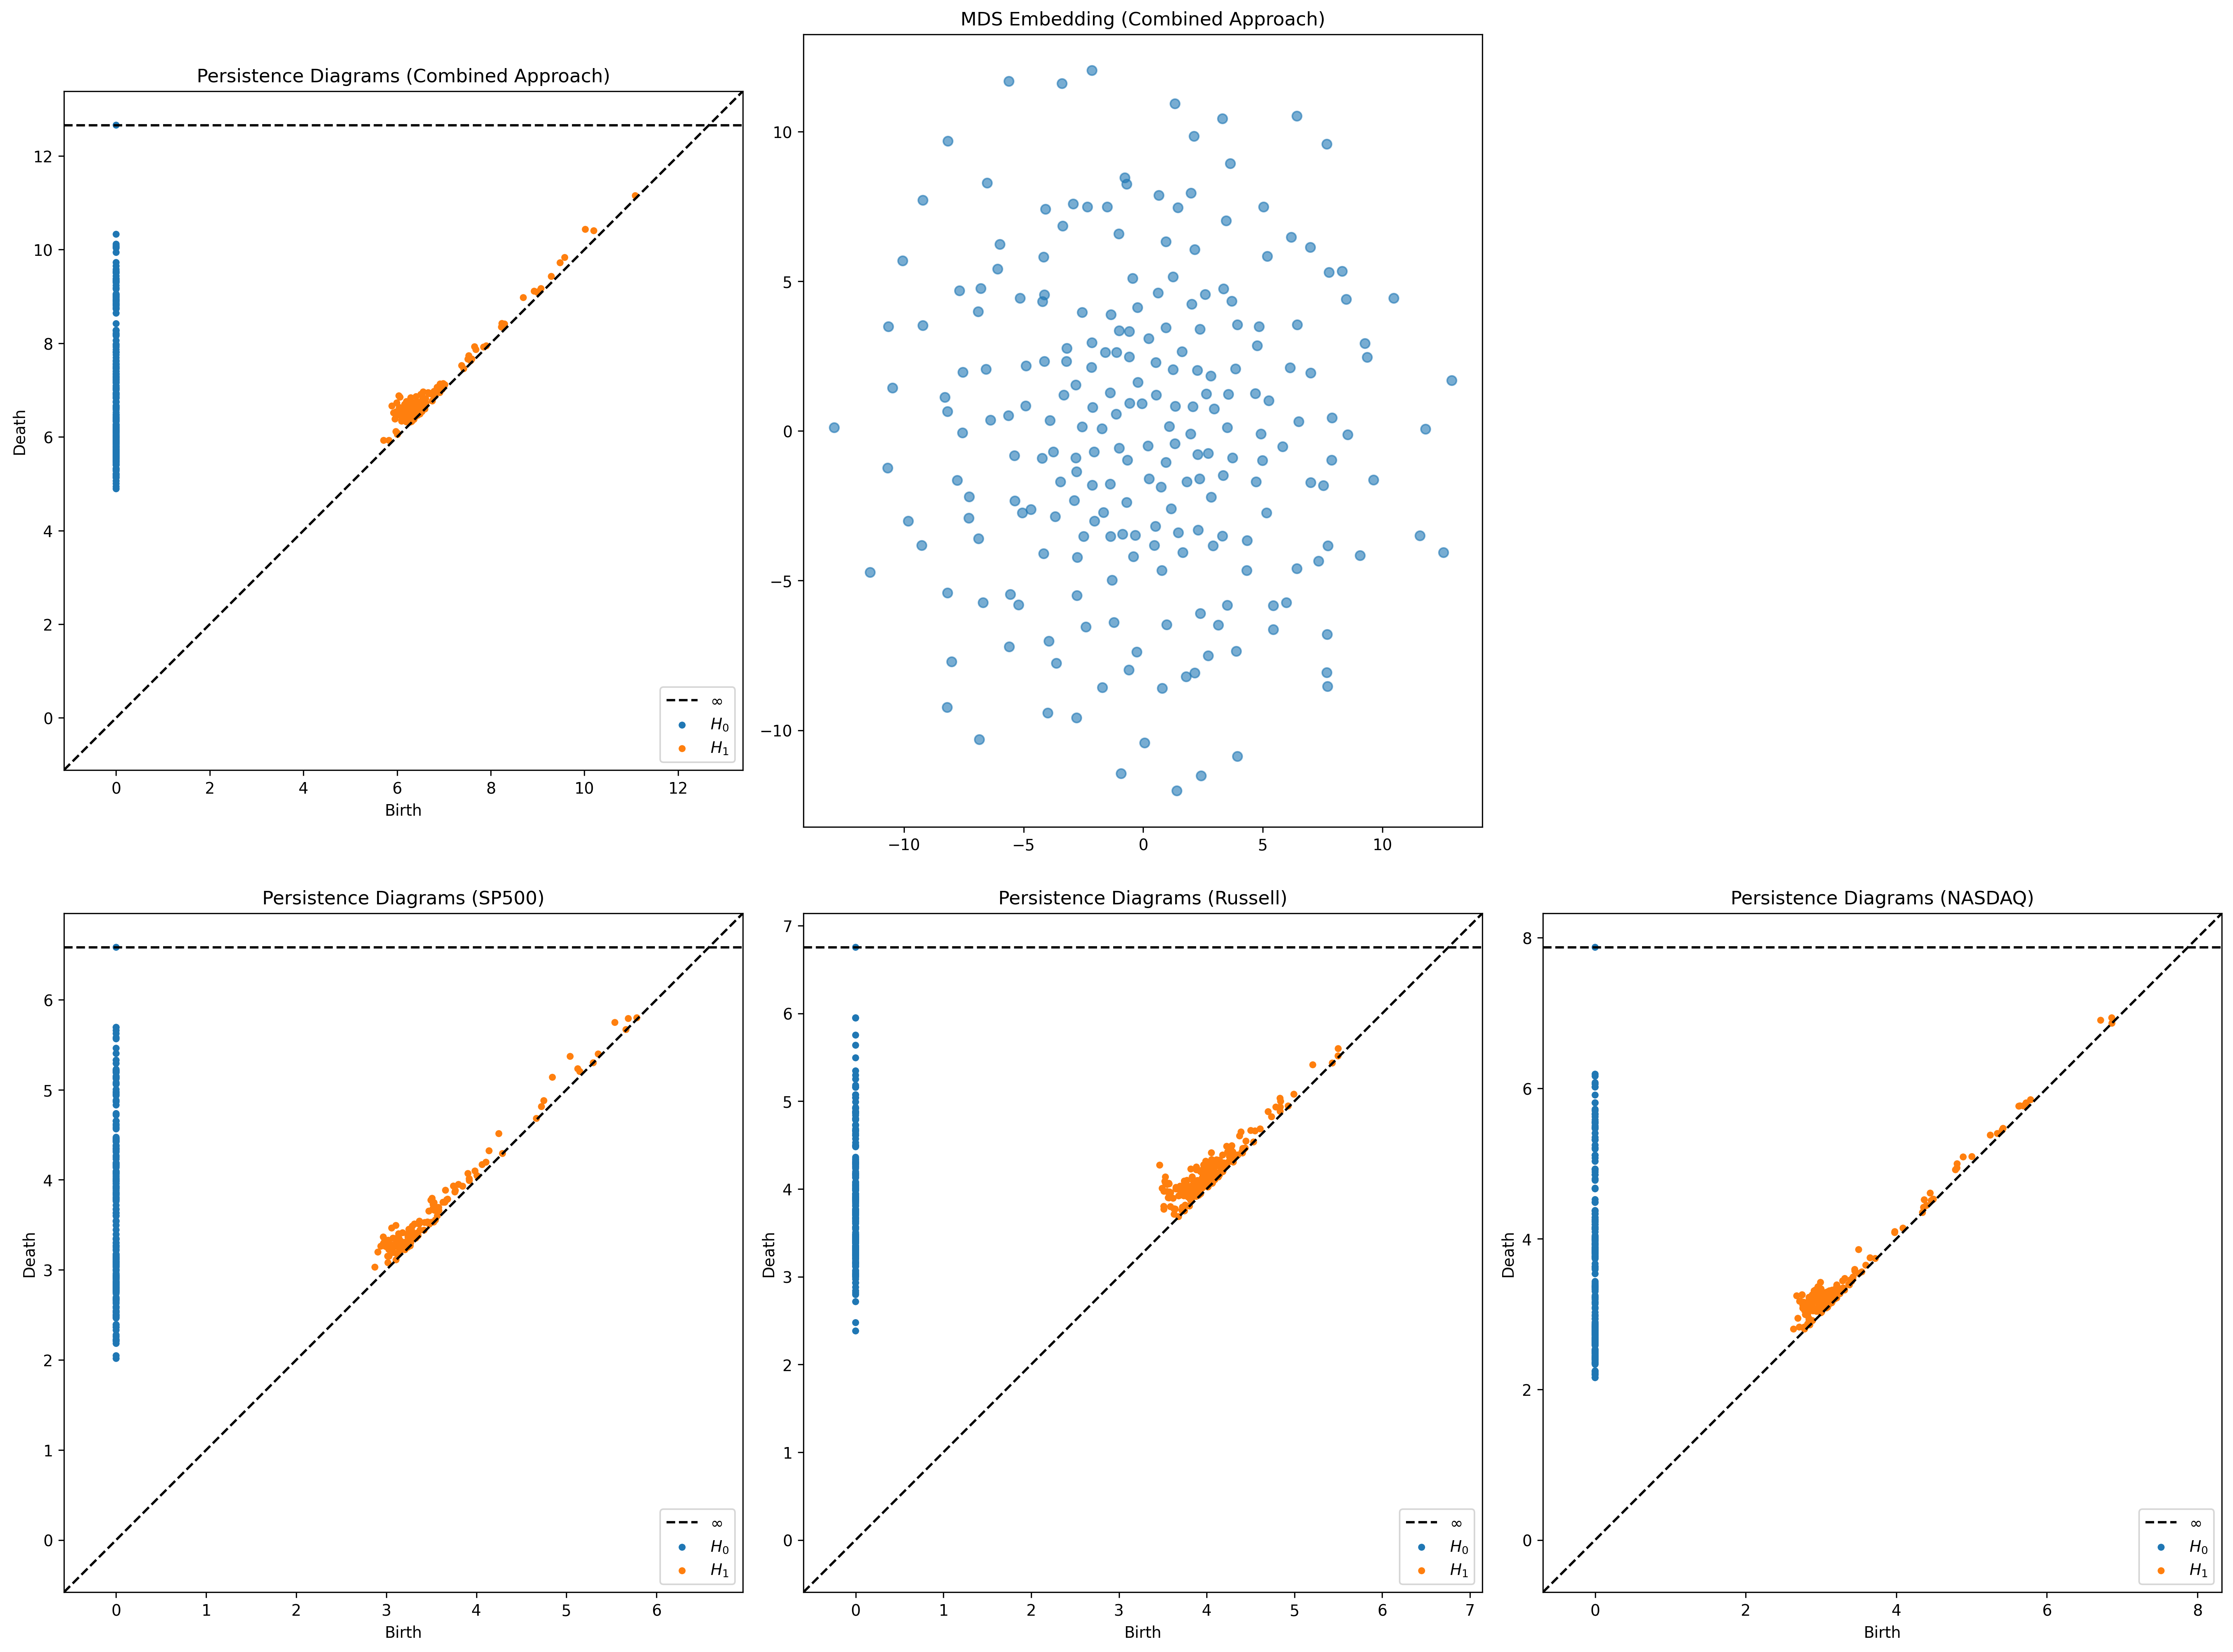 MDS Embedding (Combined Approach)
Persistence Diagrams (Combined Approach)
12
10
8
6
4
2
0
Death
0 2 4 6 8 10 12
Birth
∞
H₀
H₁
10
5
0
−5
−10
−10 −5 0 5 10
Persistence Diagrams (SP500)
6
5
4
3
2
1
0
Death
0 1 2 3 4 5 6
Birth
∞
H₀
H₁
Persistence Diagrams (Russell)
7
6
5
4
3
2
1
0
Death
0 1 2 3 4 5 6 7
Birth
∞
H₀
H₁
Persistence Diagrams (NASDAQ)
8
6
4
2
0
Death
0 2 4 6 8
Birth
∞
H₀
H₁